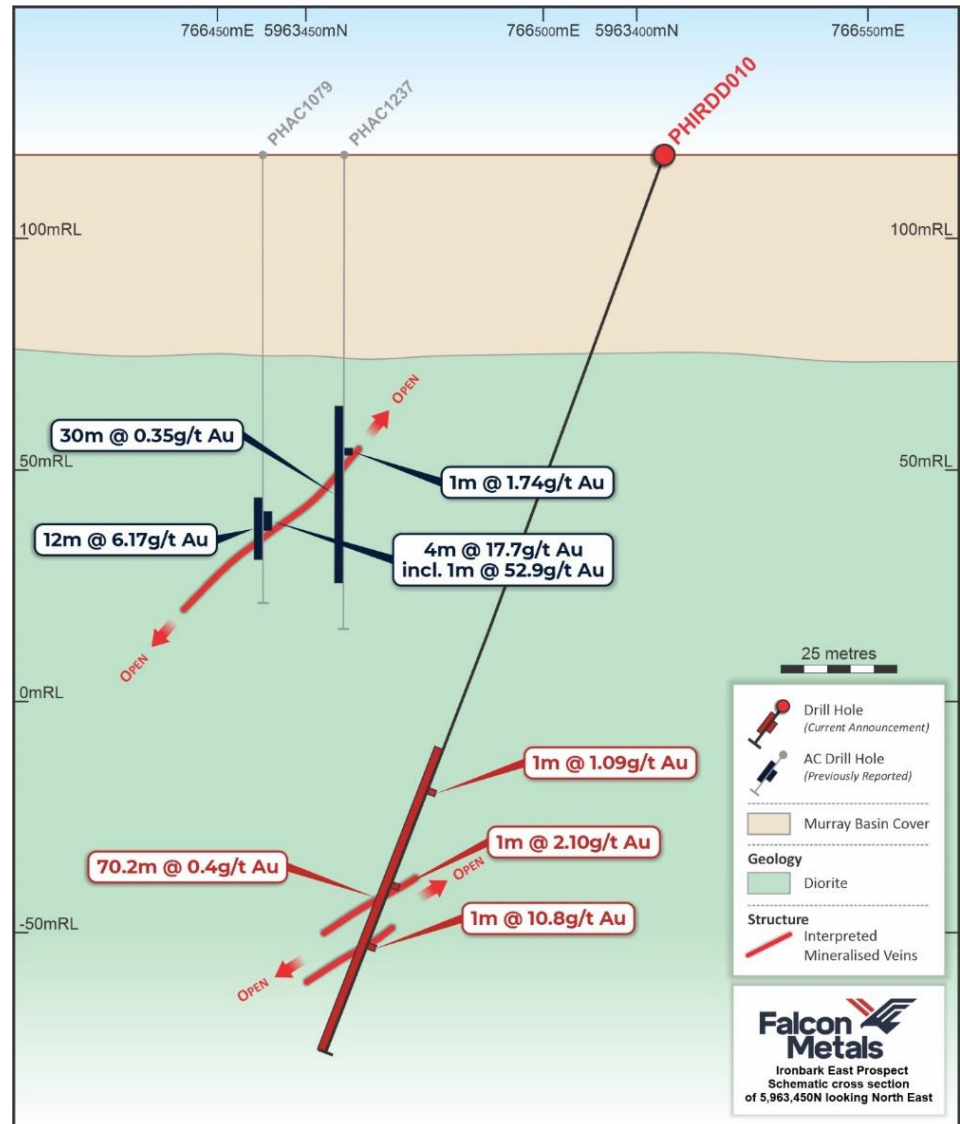 766450mE 5963450mN 766500mE 5963400mN 766550mE
PHAC1079
PHAC1237
PHIRDD010
100mRL
100mRL
OPEN
30m @ 0.35g/t Au
50mRL
50mRL
1m @ 1.74g/t Au
12m @ 6.17g/t Au
4m @ 17.7g/t Au
incl. 1m @ 52.9g/t Au
OPEN
25 metres
0mRL
Drill Hole
(Current Announcement)
AC Drill Hole
(Previously Reported)
Murray Basin Cover
Geology
Diorite
Structure
Interpreted
Mineralised Veins
1m @ 1.09g/t Au
1m @ 2.10g/t Au
70.2m @ 0.4g/t Au
OPEN
1m @ 10.8g/t Au
-50mRL
OPEN
Falcon
Metals
Ironbark East Prospect
Schematic cross section
of 5,963,450N looking North East